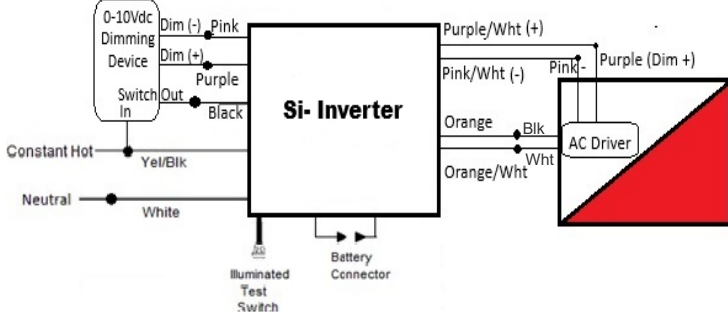 0-10Vdc
Dimming
Device
Dim (-) Pink
Dim (+)
Purple
Switch Out
In
Black
Constant Hot
Yel/Blk
Neutral
White
Si- Inverter
Illuminated
Test
Switch
Battery
Connector
Purple/Wht (+)
Pink/Wht (-)
Pink -
Purple (Dim +)
Orange
Blk
Orange/Wht
Wht
AC Driver